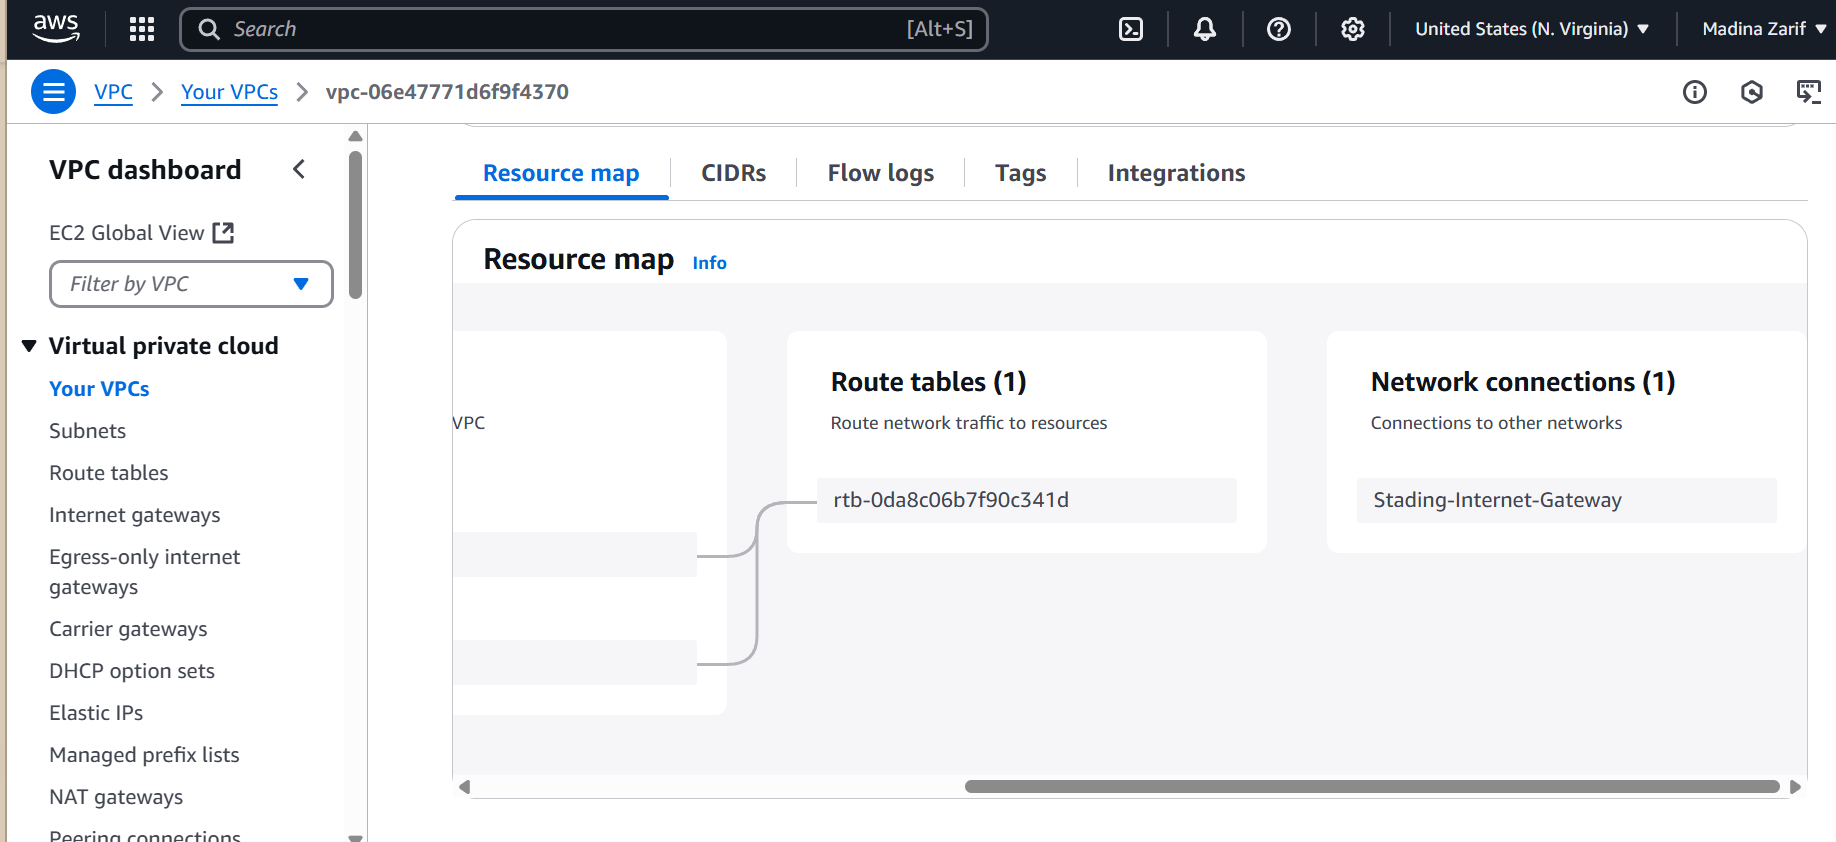 aws
Search
[Alt+S]
United States (N. Virginia)
Madina Zarif
VPC
Your VPCs
vpc-06e47771d6f9f4370
VPC dashboard
EC2 Global View
Filter by VPC
Virtual private cloud
Your VPCs
Subnets
Route tables
Internet gateways
Egress-only internet
gateways
Carrier gateways
DHCP option sets
Elastic IPs
Managed prefix lists
NAT gateways
Peering connections
Resource map
CIDRs
Flow logs
Tags
Integrations
Resource map
Info
VPC
Route tables (1)
Route network traffic to resources
rtb-0da8c06b7f90c341d
Network connections (1)
Connections to other networks
Stading-Internet-Gateway